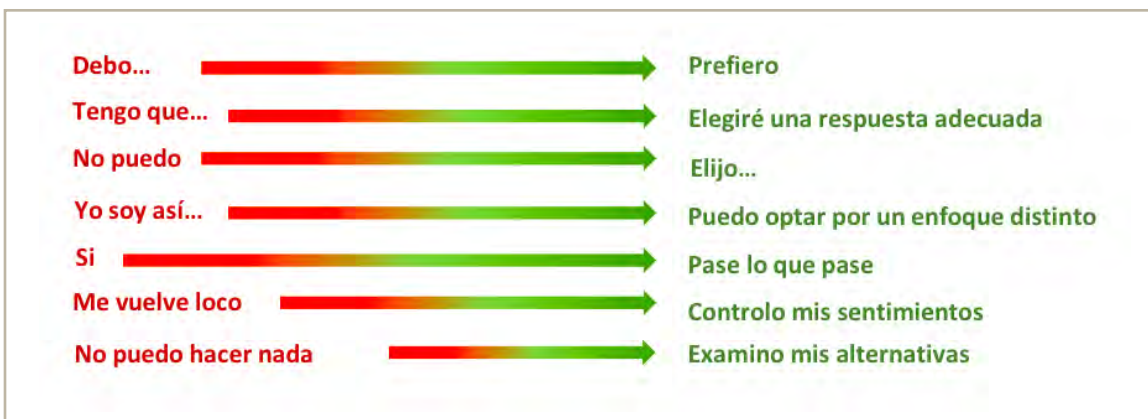 Debo... Prefiero
Tengo que... Elegiré una respuesta adecuada
No puedo Elijo...
Yo soy así... Puedo optar por un enfoque distinto
Si Pase lo que pase
Me vuelve loco Controlo mis sentimientos
No puedo hacer nada Examino mis alternativas